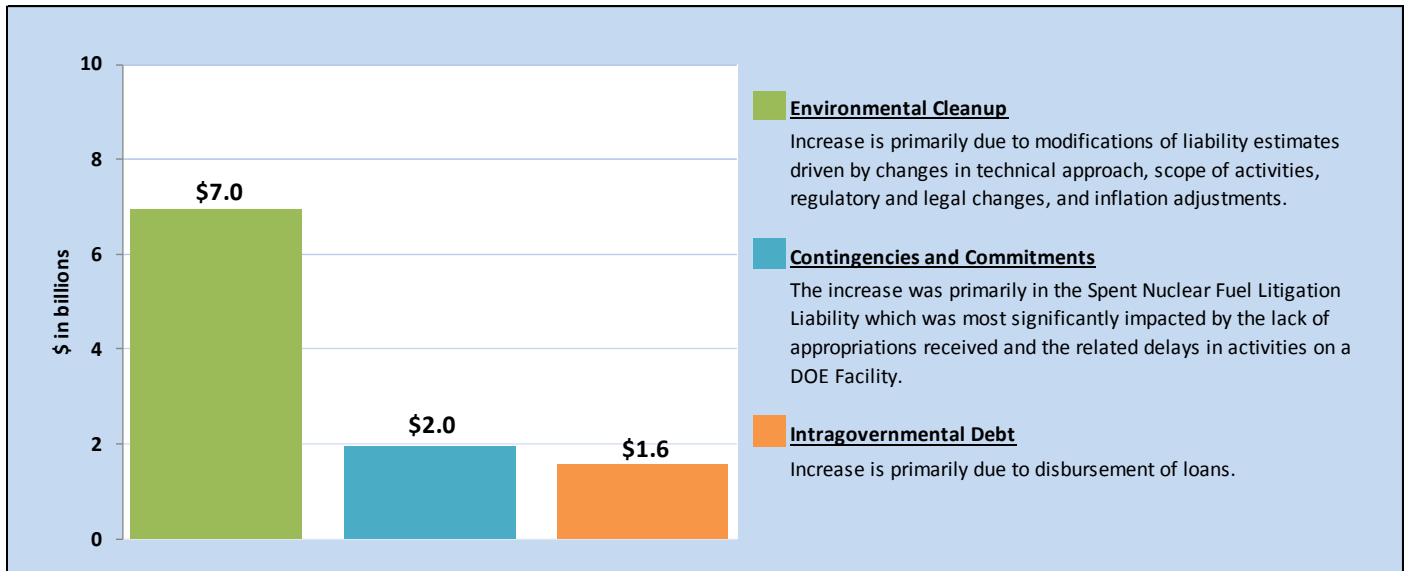 10
8
6
4
2
0
$ in billions
$7.0
$2.0
$1.6
Environmental Cleanup
Increase is primarily due to modifications of liability estimates
driven by changes in technical approach, scope of activities,
regulatory and legal changes, and inflation adjustments.
Contingencies and Commitments
The increase was primarily in the Spent Nuclear Fuel Litigation
Liability which was most significantly impacted by the lack of
appropriations received and the related delays in activities on a
DOE Facility.
Intragovernmental Debt
Increase is primarily due to disbursement of loans.